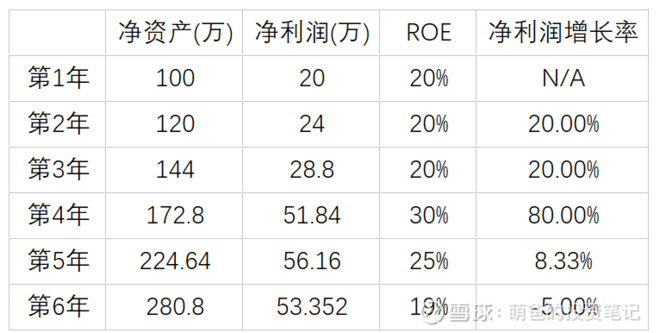 净资产(万) 净利润(万) ROE 净利润增长率
第1年 100 20 20% N/A
第2年 120 24 20% 20.00%
第3年 144 28.8 20% 20.00%
第4年 172.8 51.84 30% 80.00%
第5年 224.64 56.16 25% 8.33%
第6年 280.8 53.352 19% -5.00%
雪球:萌爸的投资笔记